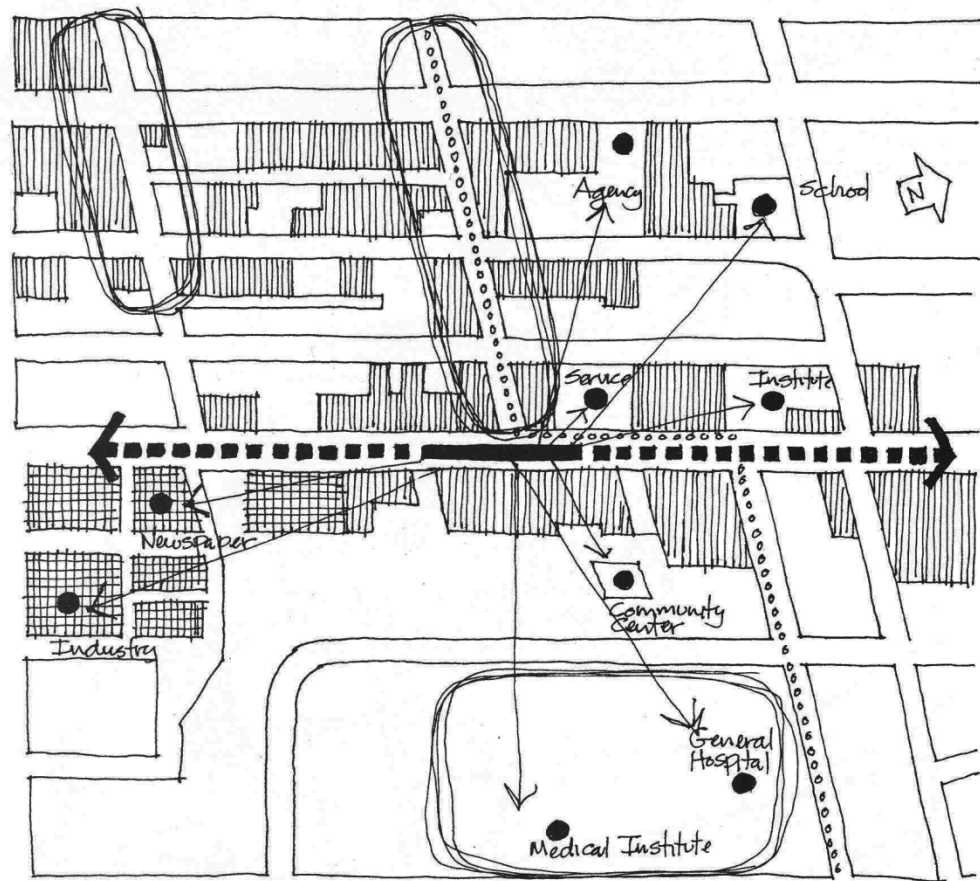 Agency
School
N
Service
Institute
Newspaper
Industry
Community
Center
General
Hospital
Medical Institute